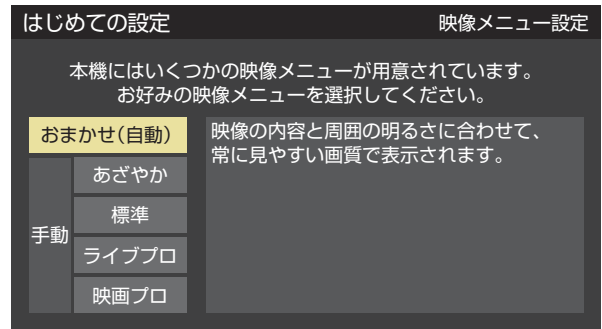 はじめての設定
映像メニュー設定
本機にはいくつかの映像メニューが用意されています。
お好みの映像メニューを選択してください。
おまかせ(自動)
手動
あざやか
標準
ライブプロ
映画プロ
映像の内容と周囲の明るさに合わせて、
常に見やすい画質で表示されます。